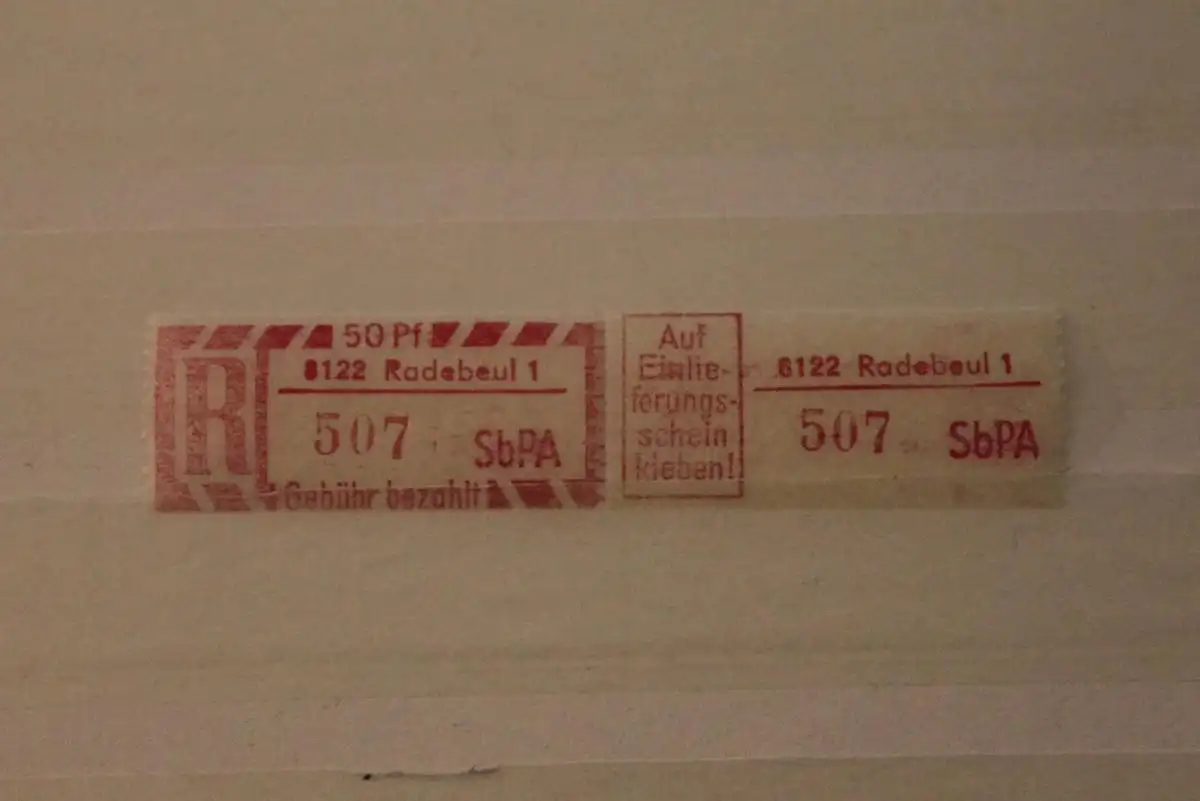 50 Pf
R
8122 Radebeul 1
507 SbPA
Gebühr bezahlt
Auf
Einlie-
ferungs-
schein
kleben!
8122 Radebeul 1
507 SbPA